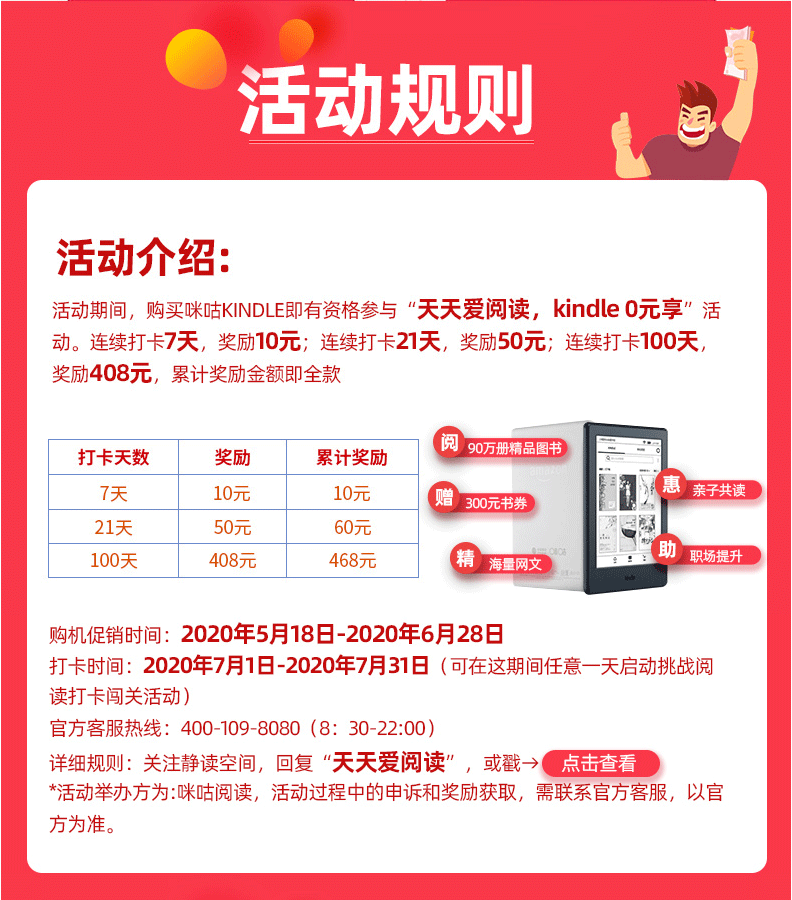 活动规则
活动介绍:
活动期间，购买咪咕KINDLE即有资格参与“天天爱阅读，kindle 0元享”活
动。连续打卡7天，奖励10元；连续打卡21天，奖励50元；连续打卡100天，
奖励408元，累计奖励金额即全款
打卡天数 奖励 累计奖励
7天 10元 10元
21天 50元 60元
100天 408元 468元
阅 90万册精品图书
赠 300元书券
精 海量网文
惠 亲子共读
助 职场提升
kindle
购机促销时间：2020年5月18日-2020年6月28日
打卡时间：2020年7月1日-2020年7月31日（可在这期间任意一天启动挑战阅
读打卡闯关活动）
官方客服热线：400-109-8080（8：30-22:00）
详细规则：关注静读空间，回复“天天爱阅读”，或戳→ 点击查看
*活动举办方为:咪咕阅读，活动过程中的申诉和奖励获取，需联系官方客服，以官
方为准。